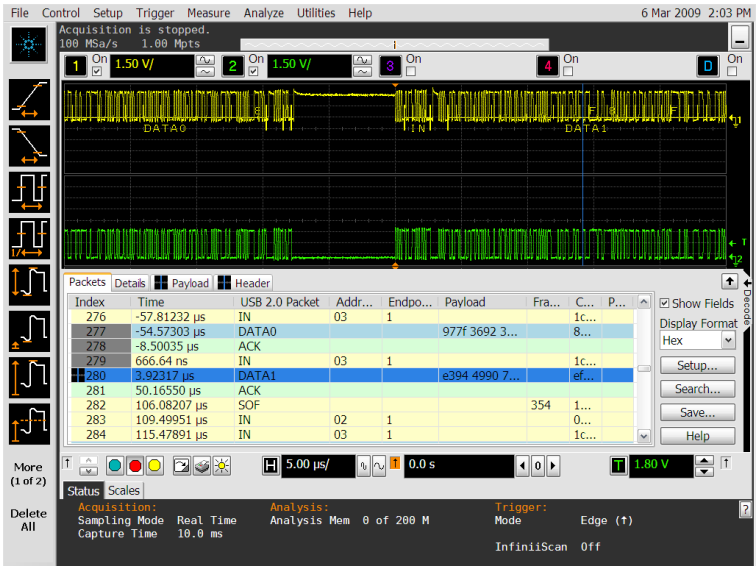 File Control Setup Trigger Measure Analyze Utilities Help 6 Mar 2009 2:03 PM
Acquisition is stopped.
100 MSa/s 1.00 Mpts
1 On 1.50 V/ 2 On 1.50 V/ 3 On 4 On D On
DATA0 IN DATA1
E F 8 F
1
1
2
Packets Details Payload Header
Index Time USB 2.0 Packet Addr... Endpo... Payload Fra... C... P...
276 -57.81232 µs IN 03 1 1c...
277 -54.57303 µs DATA0 977f 3692 3... 8...
278 -8.50035 µs ACK
279 666.64 ns IN 03 1 1c...
280 3.92317 µs DATA1 e394 4990 7... ef...
281 50.16550 µs ACK
282 106.08207 µs SOF 354 1...
283 109.49951 µs IN 02 1 0...
284 115.47891 µs IN 03 1 1c...
Decode
Show Fields
Display Format
Hex
Setup...
Search...
Save...
Help
1/
More
(1 of 2)
Delete
All
H 5.00 µs/ 0.0 s 0 T 1.80 V
Status Scales
Acquisition: Analysis: Trigger:
Sampling Mode Real Time Analysis Mem 0 of 200 M Mode Edge (↑)
Capture Time 10.0 ms
InfiniiScan Off
?